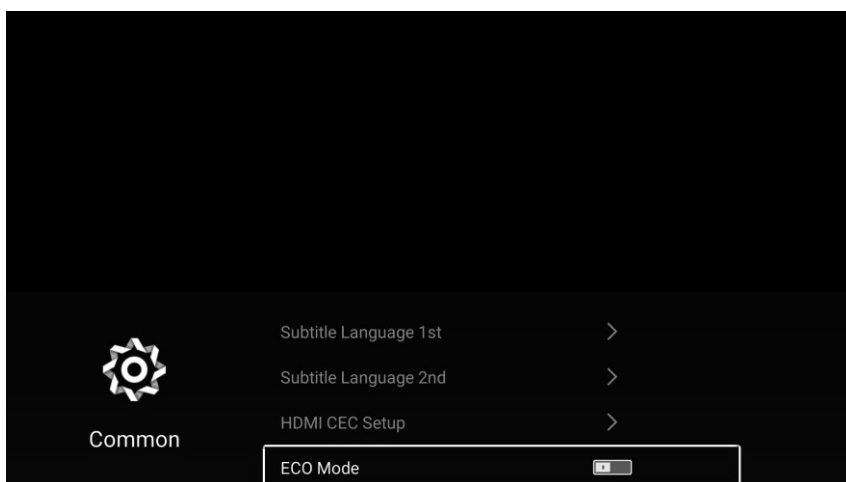 Subtitle Language 1st
Subtitle Language 2nd
HDMI CEC Setup
Common
ECO Mode